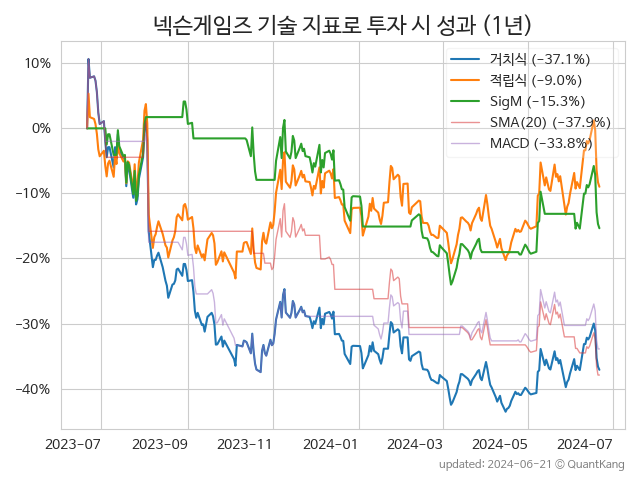 넥슨게임즈 기술 지표로 투자 시 성과 (1년)
거치식 (−37.1%)
적립식 (−9.0%)
SigM (−15.3%)
SMA(20) (−37.9%)
MACD (−33.8%)
10%
0%
−10%
−20%
−30%
−40%
2023-07 2023-09 2023-11 2024-01 2024-03 2024-05 2024-07
updated: 2024-06-21 © QuantKang